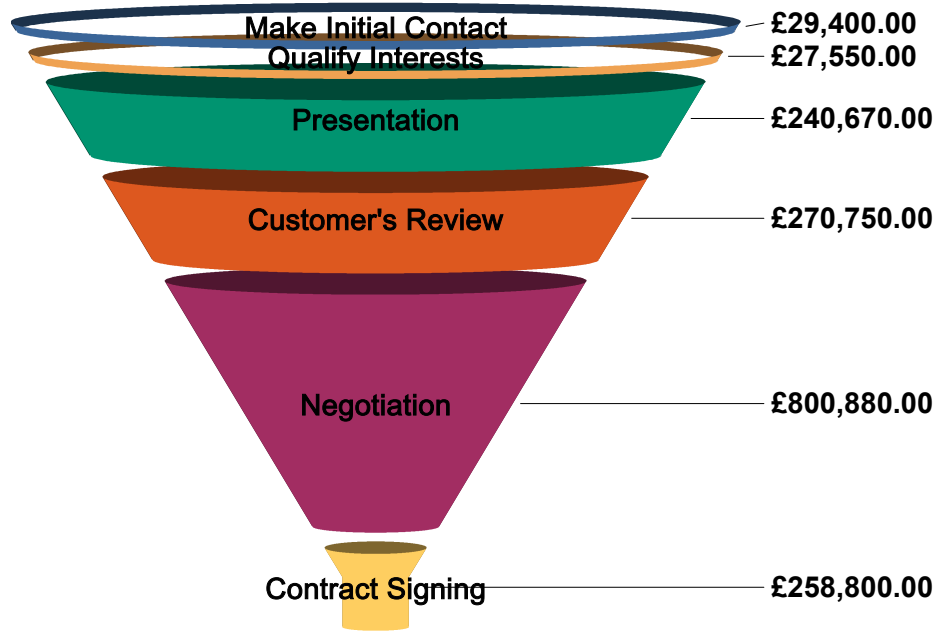 Make Initial Contact £29,400.00
Qualify Interests £27,550.00
Presentation £240,670.00
Customer's Review £270,750.00
Negotiation £800,880.00
Contract Signing £258,800.00